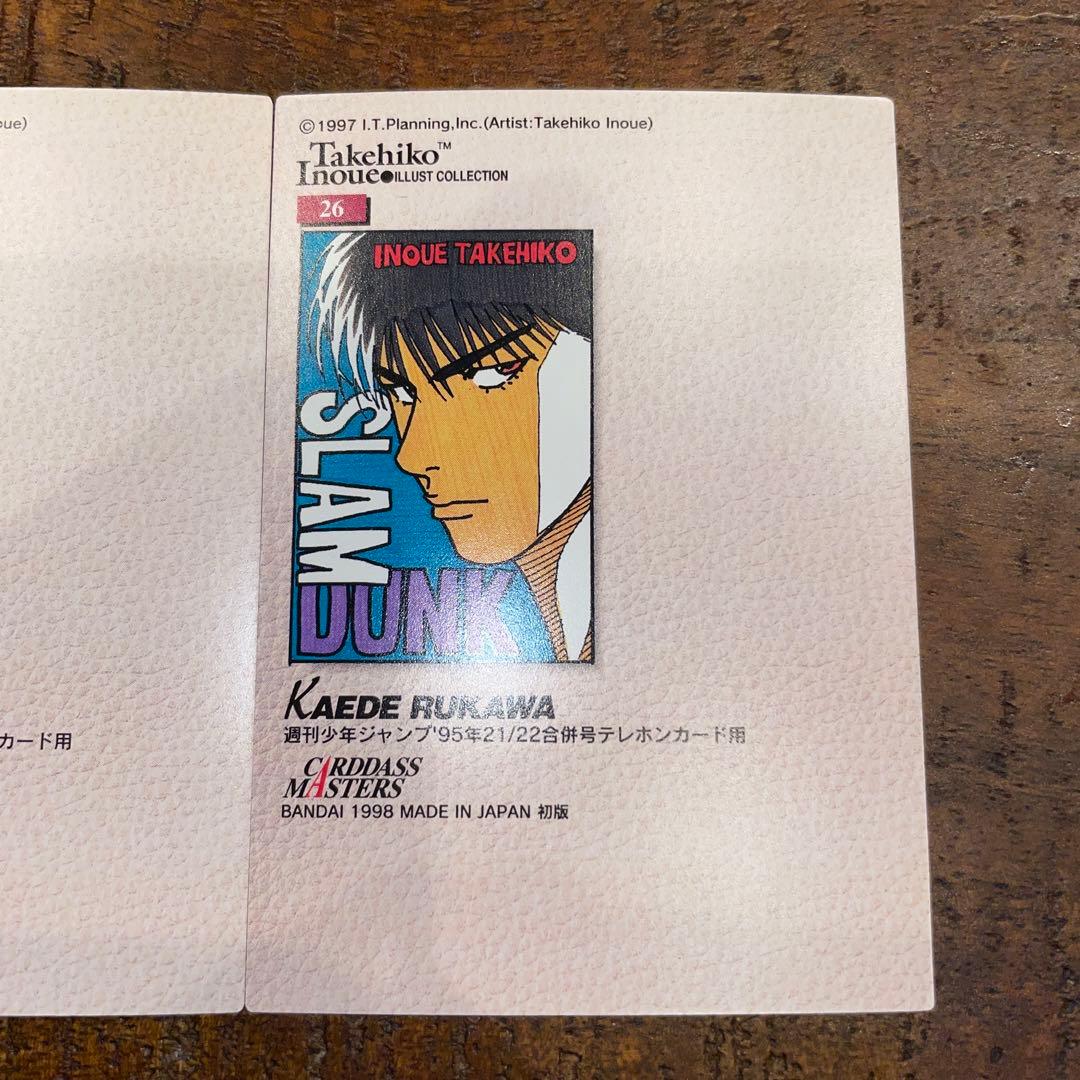 ue)
カード用
©1997 I.T.Planning,Inc.(Artist:Takehiko Inoue)
Takehiko™
Inoue●ILLUST COLLECTION
26
INOUE TAKEHIKO
SLAM
DUNK
KAEDE RUKAWA
週刊少年ジャンプ'95年21/22合併号テレホンカード用
CARDDASS
MASTERS
BANDAI 1998 MADE IN JAPAN 初版